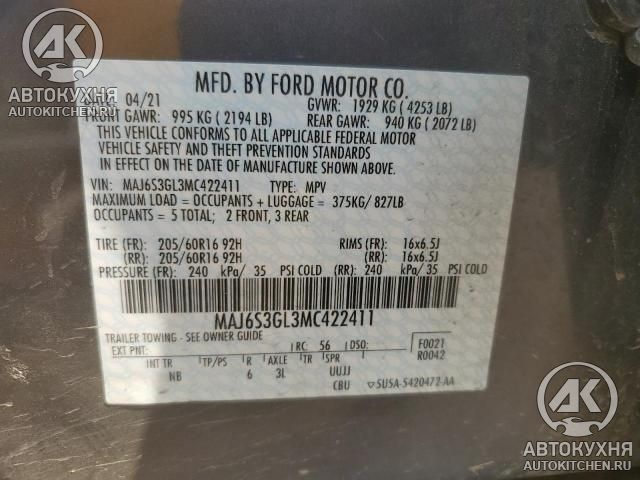 АК
АВТОКУХНЯ
AUTOKITCHEN.RU
MFD. BY FORD MOTOR CO.
04/21 GVWR: 1929 KG ( 4253 LB)
FRONT GAWR: 995 KG ( 2194 LB) REAR GAWR: 940 KG ( 2072 LB)
THIS VEHICLE CONFORMS TO ALL APPLICABLE FEDERAL MOTOR
VEHICLE SAFETY AND THEFT PREVENTION STANDARDS
IN EFFECT ON THE DATE OF MANUFACTURE SHOWN ABOVE.
VIN: MAJ6S3GL3MC422411 TYPE: MPV
MAXIMUM LOAD = OCCUPANTS + LUGGAGE = 375KG/ 827LB
OCCUPANTS = 5 TOTAL; 2 FRONT, 3 REAR
TIRE (FR): 205/60R16 92H RIMS (FR): 16x6.5J
(RR): 205/60R16 92H (RR): 16x6.5J
PRESSURE (FR): 240 kPa/ 35 PSI COLD (RR): 240 kPa/ 35 PSI COLD
MAJ6S3GL3MC422411
TRAILER TOWING - SEE OWNER GUIDE
EXT PNT: RC: 56 DSO: F0021
R0042
INT TR TP/PS R AXLE TR SPR
NB 6 3L UUJJ
CBU SU5A-5420472-AA
АК
АВТОКУХНЯ
AUTOKITCHEN.RU